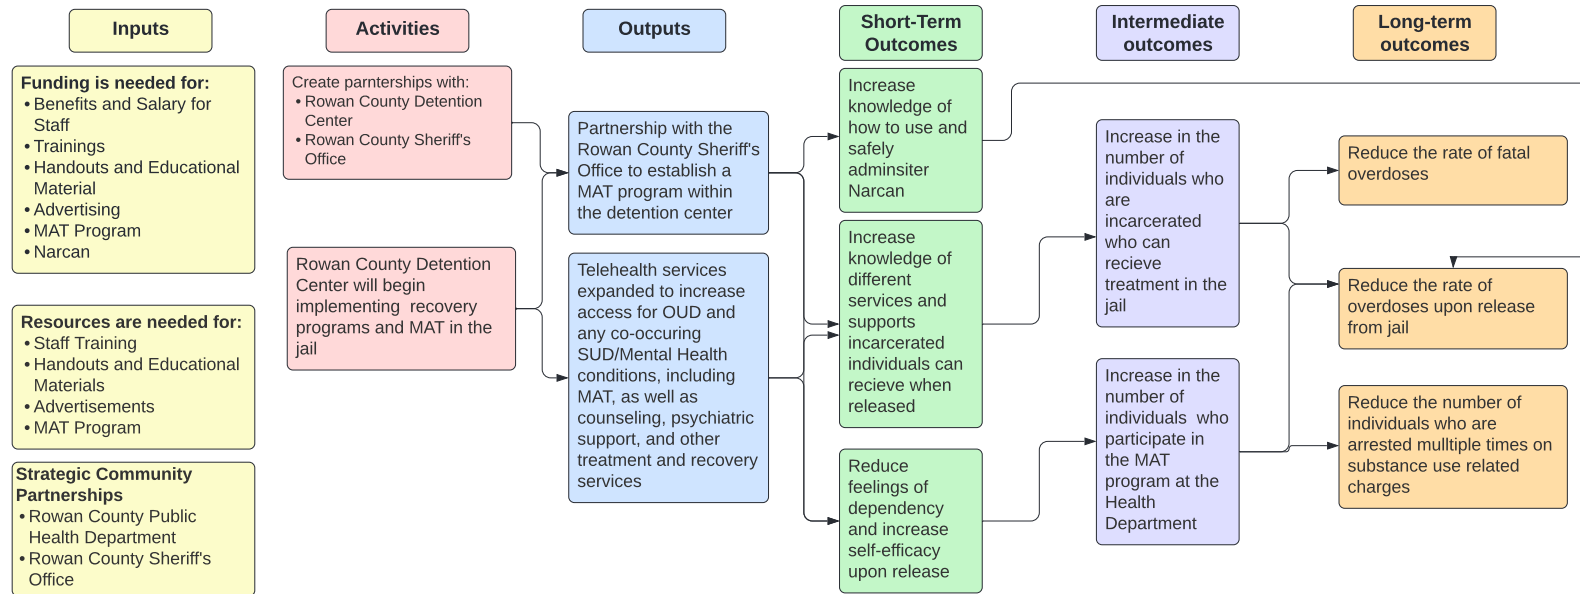 Inputs
Activities
Outputs
Short-Term
Outcomes
Intermediate
outcomes
Long-term
outcomes
Funding is needed for:
• Benefits and Salary for
Staff
• Trainings
• Handouts and Educational
Material
• Advertising
• MAT Program
• Narcan
Resources are needed for:
• Staff Training
• Handouts and Educational
Materials
• Advertisements
• MAT Program
Strategic Community
Partnerships
• Rowan County Public
Health Department
• Rowan County Sheriff's
Office
Create parnterships with:
• Rowan County Detention
Center
• Rowan County Sheriff's
Office
Rowan County Detention
Center will begin
implementing  recovery
programs and MAT in the
jail
Partnership with the
Rowan County Sheriff's
Office to establish a
MAT program within
the detention center
Telehealth services
expanded to increase
access for OUD and
any co-occuring
SUD/Mental Health
conditions, including
MAT, as well as
counseling, psychiatric
support, and other
treatment and recovery
services
Increase
knowledge of
how to use and
safely
adminsiter
Narcan
Increase
knowledge of
different
services and
supports
incarcerated
individuals can
recieve when
released
Reduce
feelings of
dependency
and increase
self-efficacy
upon release
Increase in the
number of
individuals who
are
incarcerated
who can
recieve
treatment in the
jail
Increase in the
number of
individuals  who
participate in
the MAT
program at the
Health
Department
Reduce the rate of fatal
overdoses
Reduce the rate of
overdoses upon release
from jail
Reduce the number of
individuals who are
arrested mulltiple times on
substance use related
charges